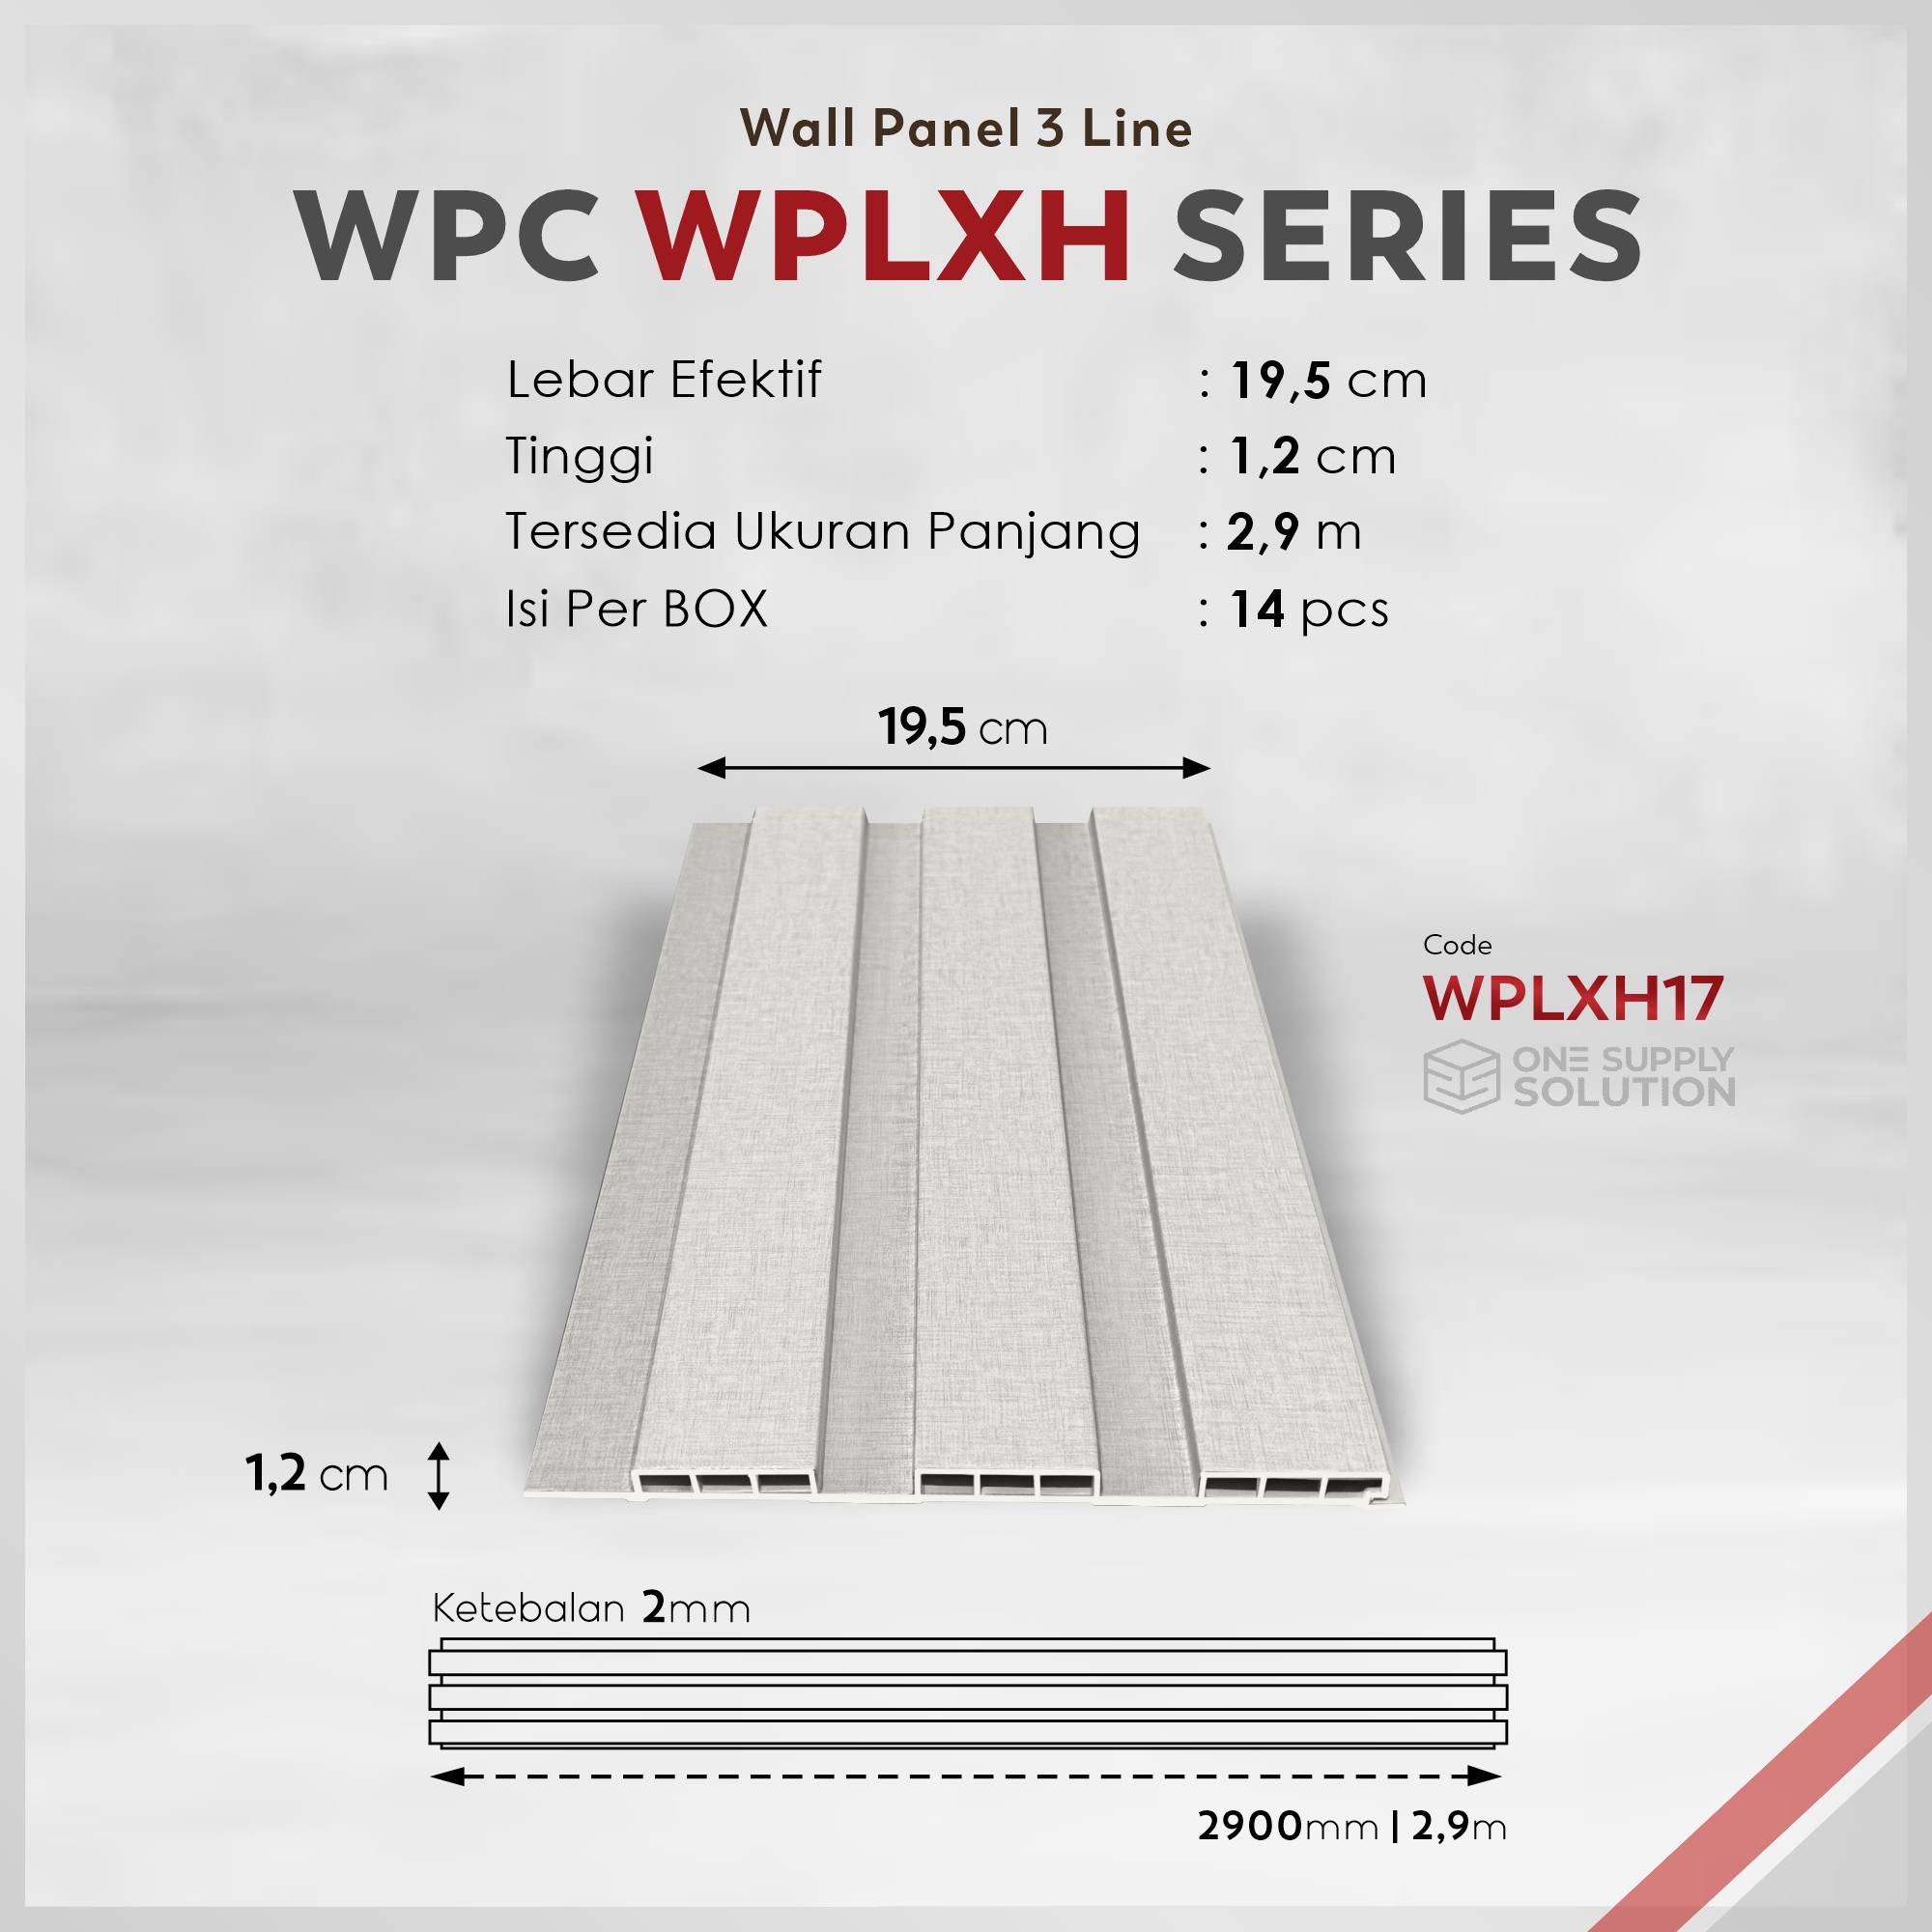 Wall Panel 3 Line
WPC WPLXH SERIES
Lebar Efektif : 19,5 cm
Tinggi : 1,2 cm
Tersedia Ukuran Panjang : 2,9 m
Isi Per BOX : 14 pcs
19,5 cm
Code
WPLXH17
ONE SUPPLY
SOLUTION
1,2 cm
Ketebalan 2mm
2900mm | 2,9m